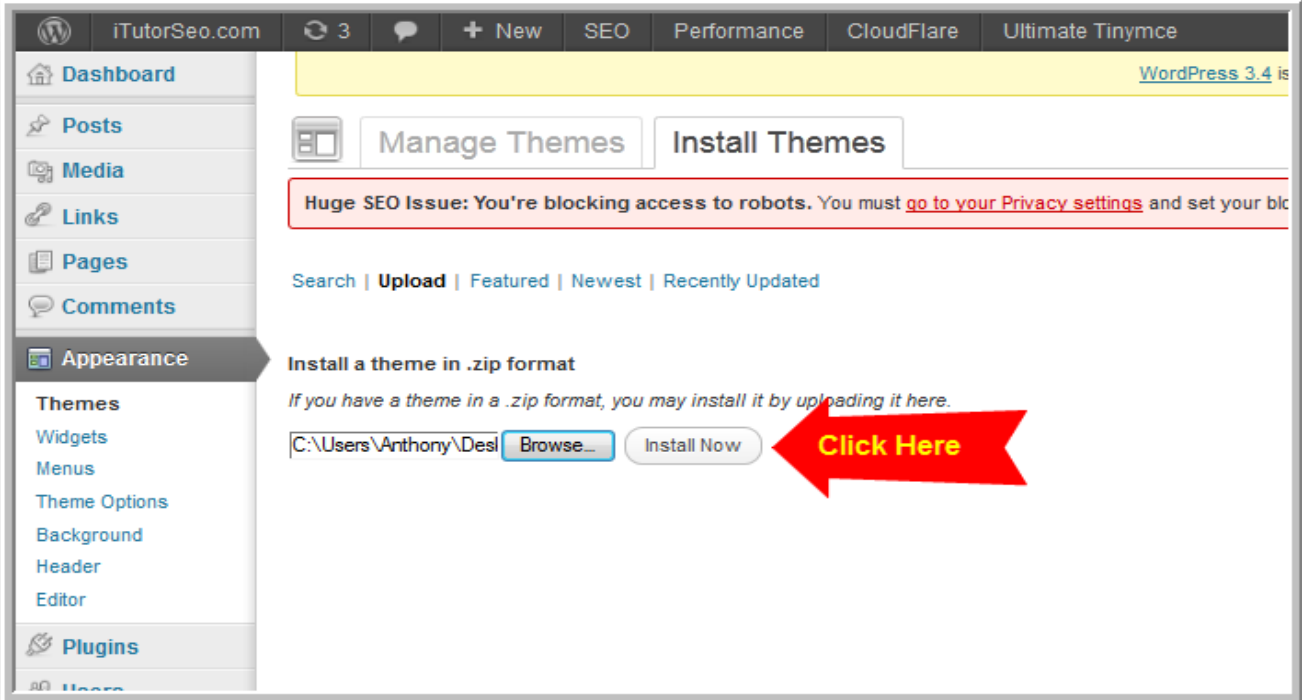 iTutorSeo.com 3 + New SEO Performance CloudFlare Ultimate Tinymce
Dashboard
Posts
Media
Links
Pages
Comments
Appearance
Themes
Widgets
Menus
Theme Options
Background
Header
Editor
Plugins
Users
WordPress 3.4 is
Manage Themes Install Themes
Huge SEO Issue: You're blocking access to robots. You must go to your Privacy settings and set your blo
Search | Upload | Featured | Newest | Recently Updated
Install a theme in .zip format
If you have a theme in a .zip format, you may install it by uploading it here.
C:\Users\Anthony\Desl Browse... Install Now Click Here